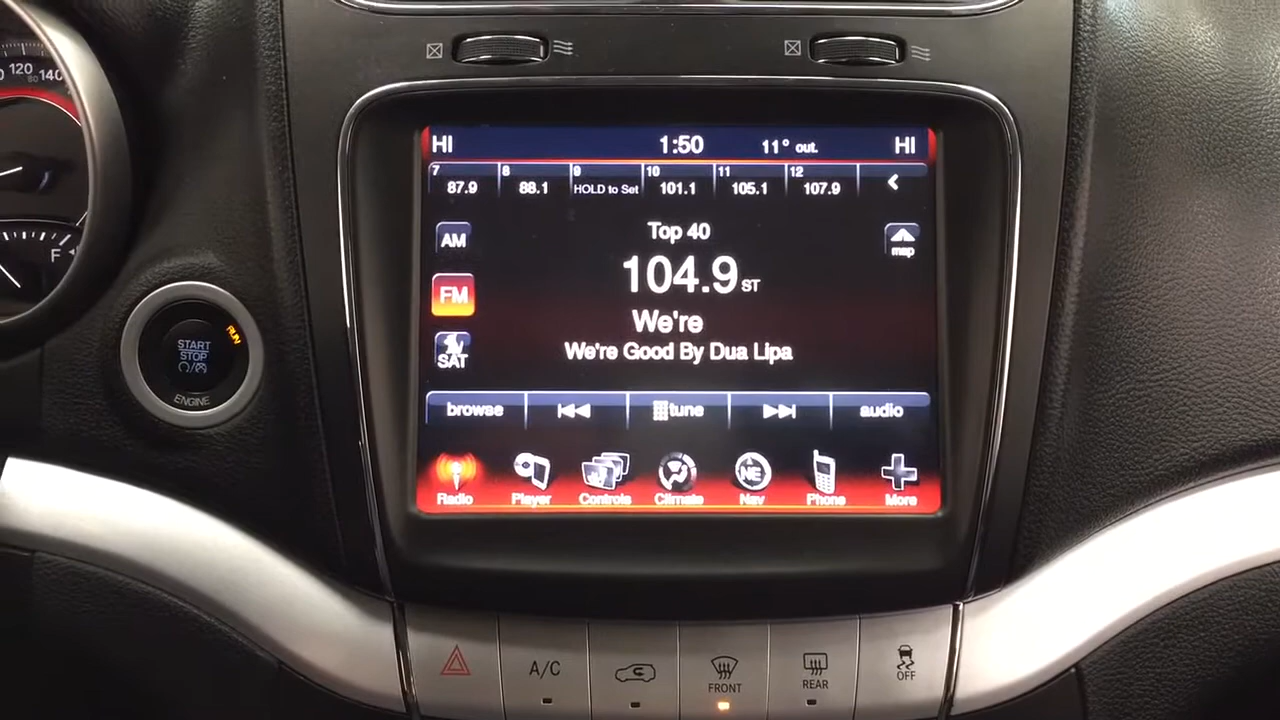 120
140
80
F
HI
1:50
11° out.
HI
7
87.9
8
88.1
9
HOLD to Set
10
101.1
11
105.1
12
107.9
AM
Top 40
map
FM
104.9 ST
We're
SAT
We're Good By Dua Lipa
browse
tune
audio
Radio
Player
Controls
Climate
NE
Nav
Phone
More
START
STOP
RUN
ENGINE
A/C
FRONT
REAR
OFF